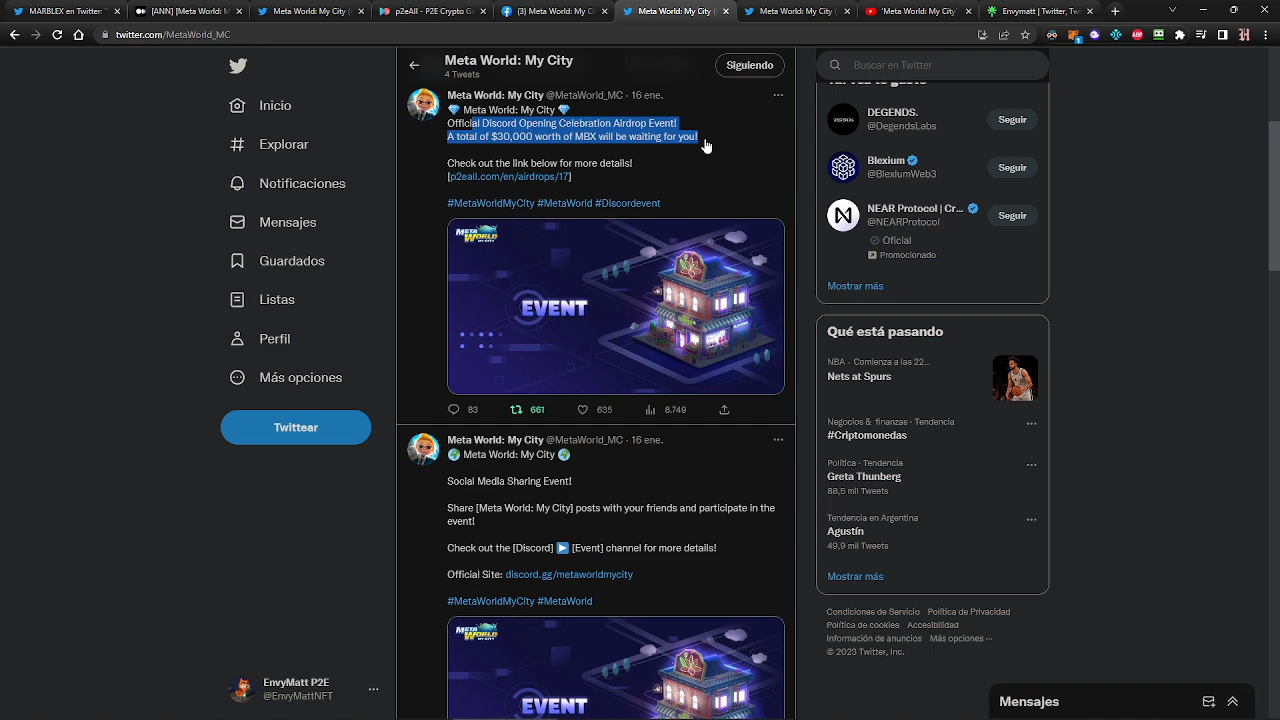 MARBLEX en Twitter: "
[ANN] Meta World: My C
Meta World: My City (
p2eAll - P2E Crypto Ga
(3) Meta World: My Ci
Meta World: My City (
Meta World: My City (
"Meta World: My City"
Envymatt | Twitter, Tw
twitter.com/MetaWorld_MC
Inicio
Explorar
Notificaciones
Mensajes
Guardados
Listas
Perfil
Más opciones
Twittear
EnvyMatt P2E
@EnvyMattNFT
Meta World: My City
4 Tweets
Siguiendo
Meta World: My City @MetaWorld_MC · 16 ene.
💎 Meta World: My City 💎
Official Discord Opening Celebration Airdrop Event!
A total of $30,000 worth of MBX will be waiting for you!
Check out the link below for more details!
[p2eall.com/en/airdrops/17]
#MetaWorldMyCity #MetaWorld #DIscordevent
META WORLD
MY CITY
EVENT
83 661 635 8.749
Meta World: My City @MetaWorld_MC · 16 ene.
🌍 Meta World: My City 🌍
Social Media Sharing Event!
Share [Meta World: My City] posts with your friends and participate in the
event!
Check out the [Discord] ▶️ [Event] channel for more details!
Official Site: discord.gg/metaworldmycity
#MetaWorldMyCity #MetaWorld
META WORLD
MY CITY
EVENT
Buscar en Twitter
DEGENDS.
@DegendsLabs
Seguir
Blexium
@BlexiumWeb3
Seguir
NEAR Protocol | Cr...
@NEARProtocol
Seguir
Oficial
Promocionado
Mostrar más
Qué está pasando
NBA · Comienza a las 22...
Nets at Spurs
Negocios & finanzas · Tendencia
#Criptomonedas
Política · Tendencia
Greta Thunberg
88,5 mil Tweets
Tendencia en Argentina
Agustín
49,9 mil Tweets
Mostrar más
Condiciones de Servicio Política de Privacidad
Política de cookies Accesibilidad
Información de anuncios Más opciones ···
© 2023 Twitter, Inc.
Mensajes